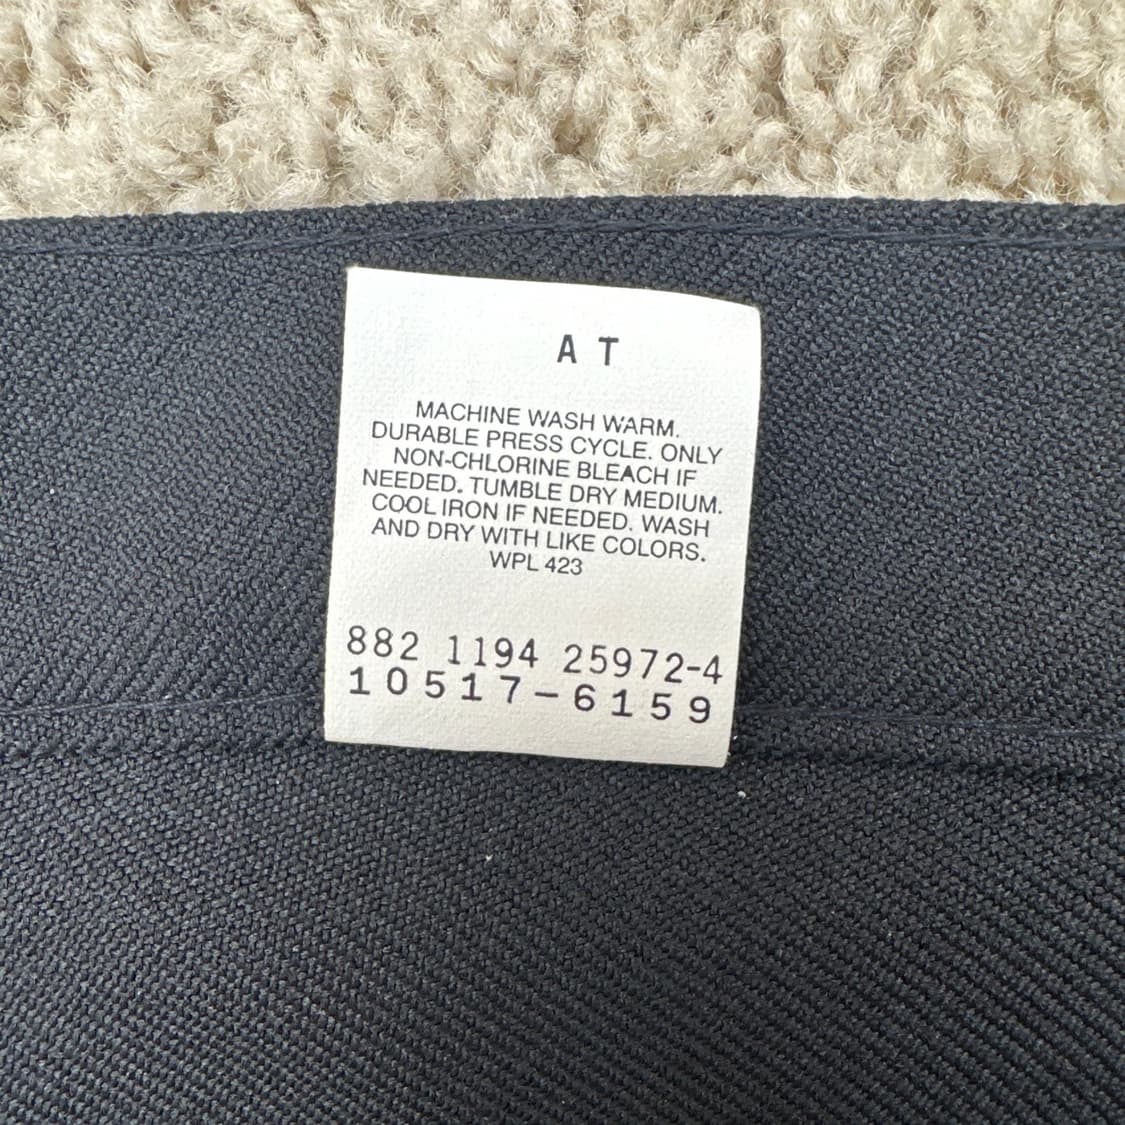 A T
MACHINE WASH WARM.
DURABLE PRESS CYCLE. ONLY
NON-CHLORINE BLEACH IF
NEEDED. TUMBLE DRY MEDIUM.
COOL IRON IF NEEDED. WASH
AND DRY WITH LIKE COLORS.
WPL 423
882 1194 25972-4
10517-6159